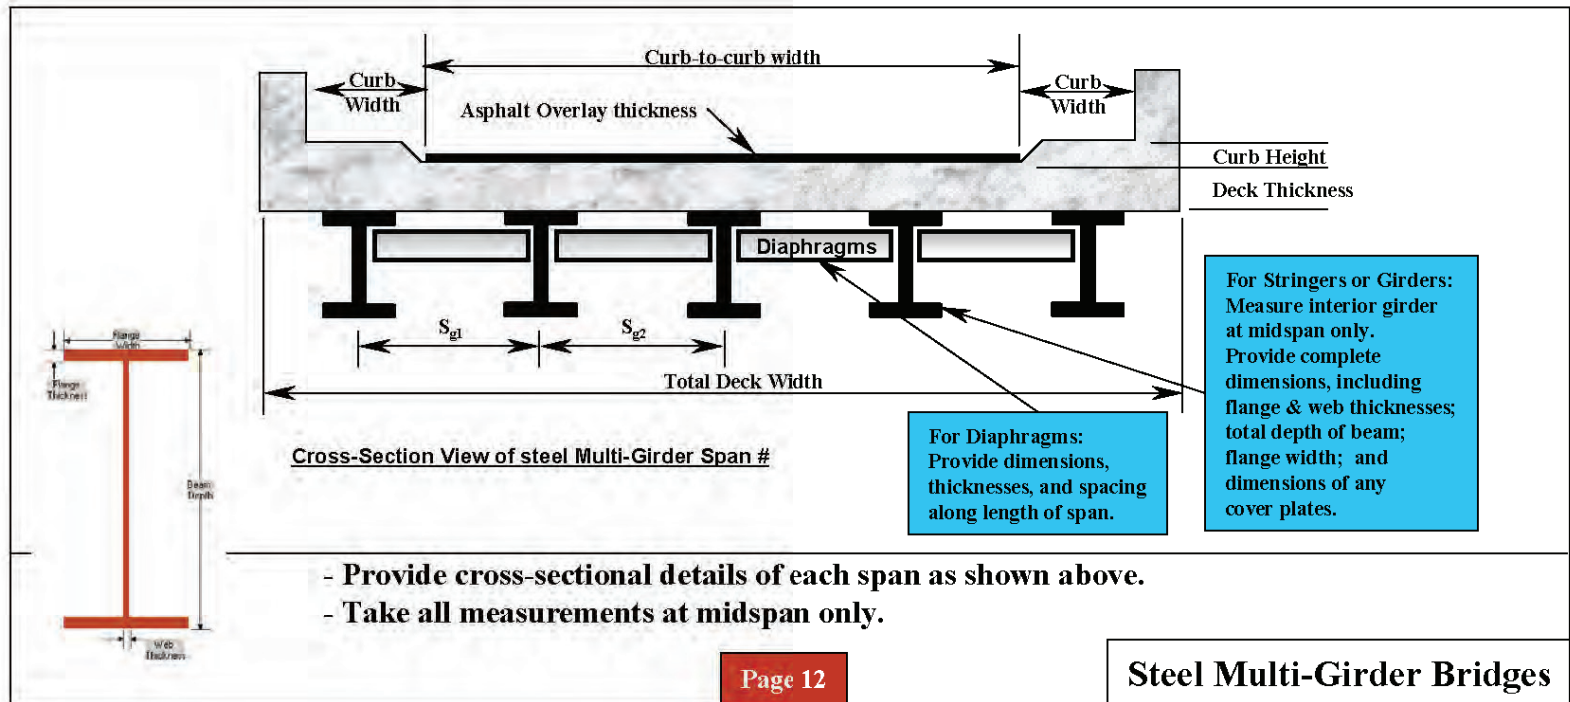 Curb-to-curb width
Curb
Width
Curb
Width
Asphalt Overlay thickness
Curb Height
Deck Thickness
Diaphragms
For Stringers or Girders:
Measure interior girder
at midspan only.
Provide complete
dimensions, including
flange & web thicknesses;
total depth of beam;
flange width; and
dimensions of any
cover plates.
Sg1
Sg2
Total Deck Width
Flange
Width
Flange
Thickness
Beam
Depth
Web
Thickness
For Diaphragms:
Provide dimensions,
thicknesses, and spacing
along length of span.
Cross-Section View of steel Multi-Girder Span #
- Provide cross-sectional details of each span as shown above.
- Take all measurements at midspan only.
Page 12
Steel Multi-Girder Bridges